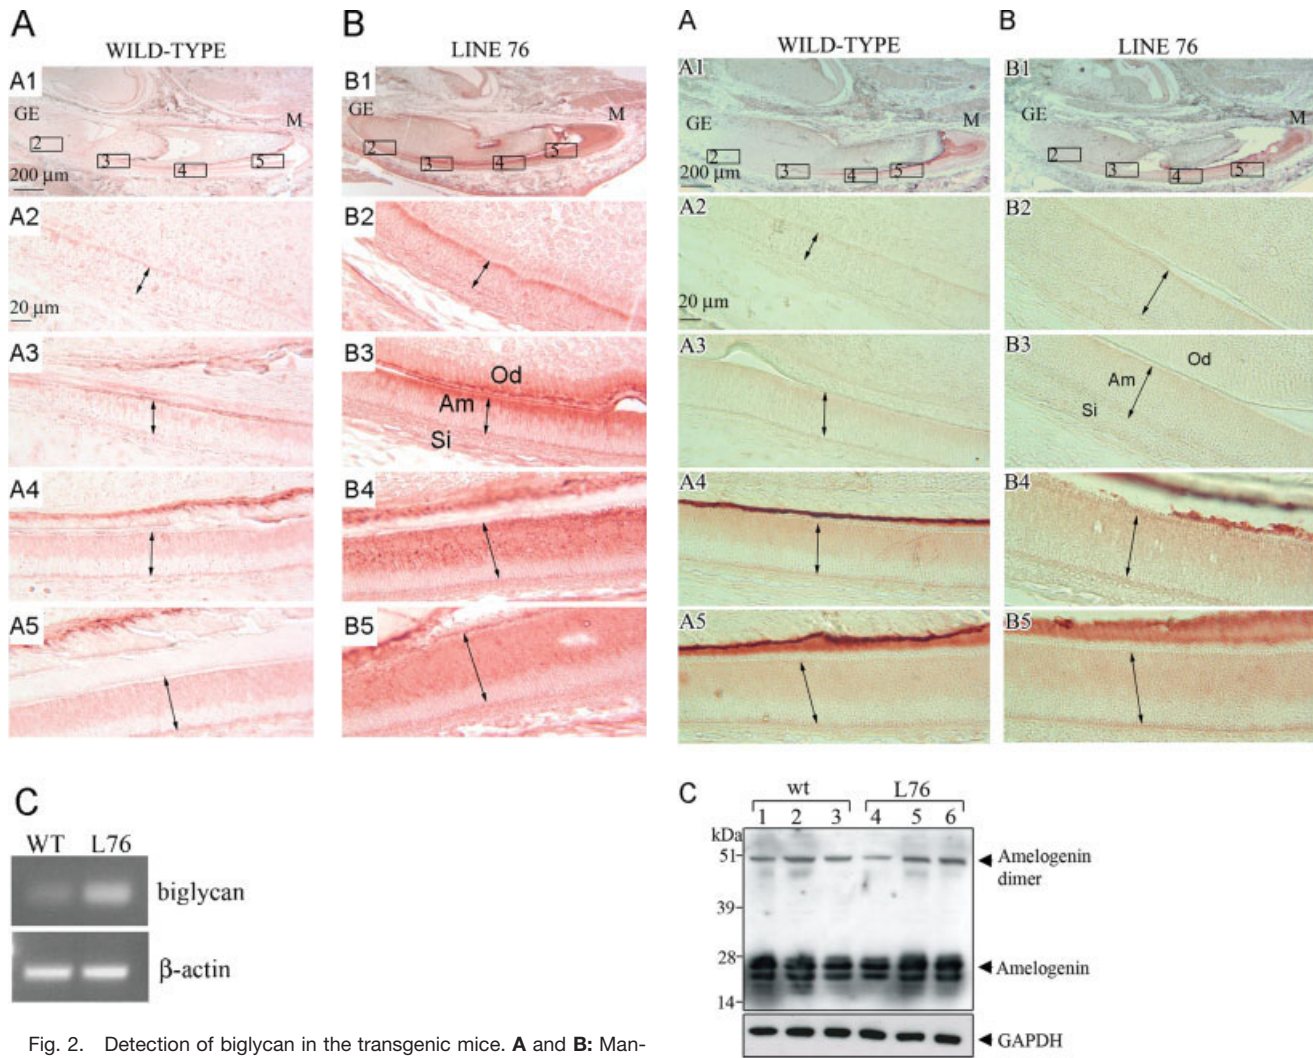 A
WILD-TYPE
B
LINE 76
A1
GE
M
2
3
4
5
200 µm
B1
GE
M
2
3
4
5
A2
20 µm
B2
A3
B3
Od
Am
Si
A4
B4
A5
B5
C
WT L76
biglycan
β-actin
Fig. 2. Detection of biglycan in the transgenic mice. A and B: Man-
A
WILD-TYPE
B
LINE 76
A1
GE
M
2
3
4
5
200 µm
B1
GE
M
2
3
4
5
A2
20 µm
B2
A3
B3
Od
Am
Si
A4
B4
A5
B5
C
wt L76
1 2 3 4 5 6
kDa
51
Amelogenin
dimer
39
28
Amelogenin
14
GAPDH